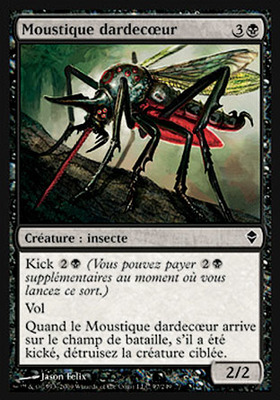 Moustique dardecœur 3
Créature : insecte
Kick 2 (Vous pouvez payer 2
supplémentaires au moment où vous
lancez ce sort.)
Vol
Quand le Moustique dardecœur arrive
sur le champ de bataille, s'il a été
kické, détruisez la créature ciblée.
Jason Felix
2/2